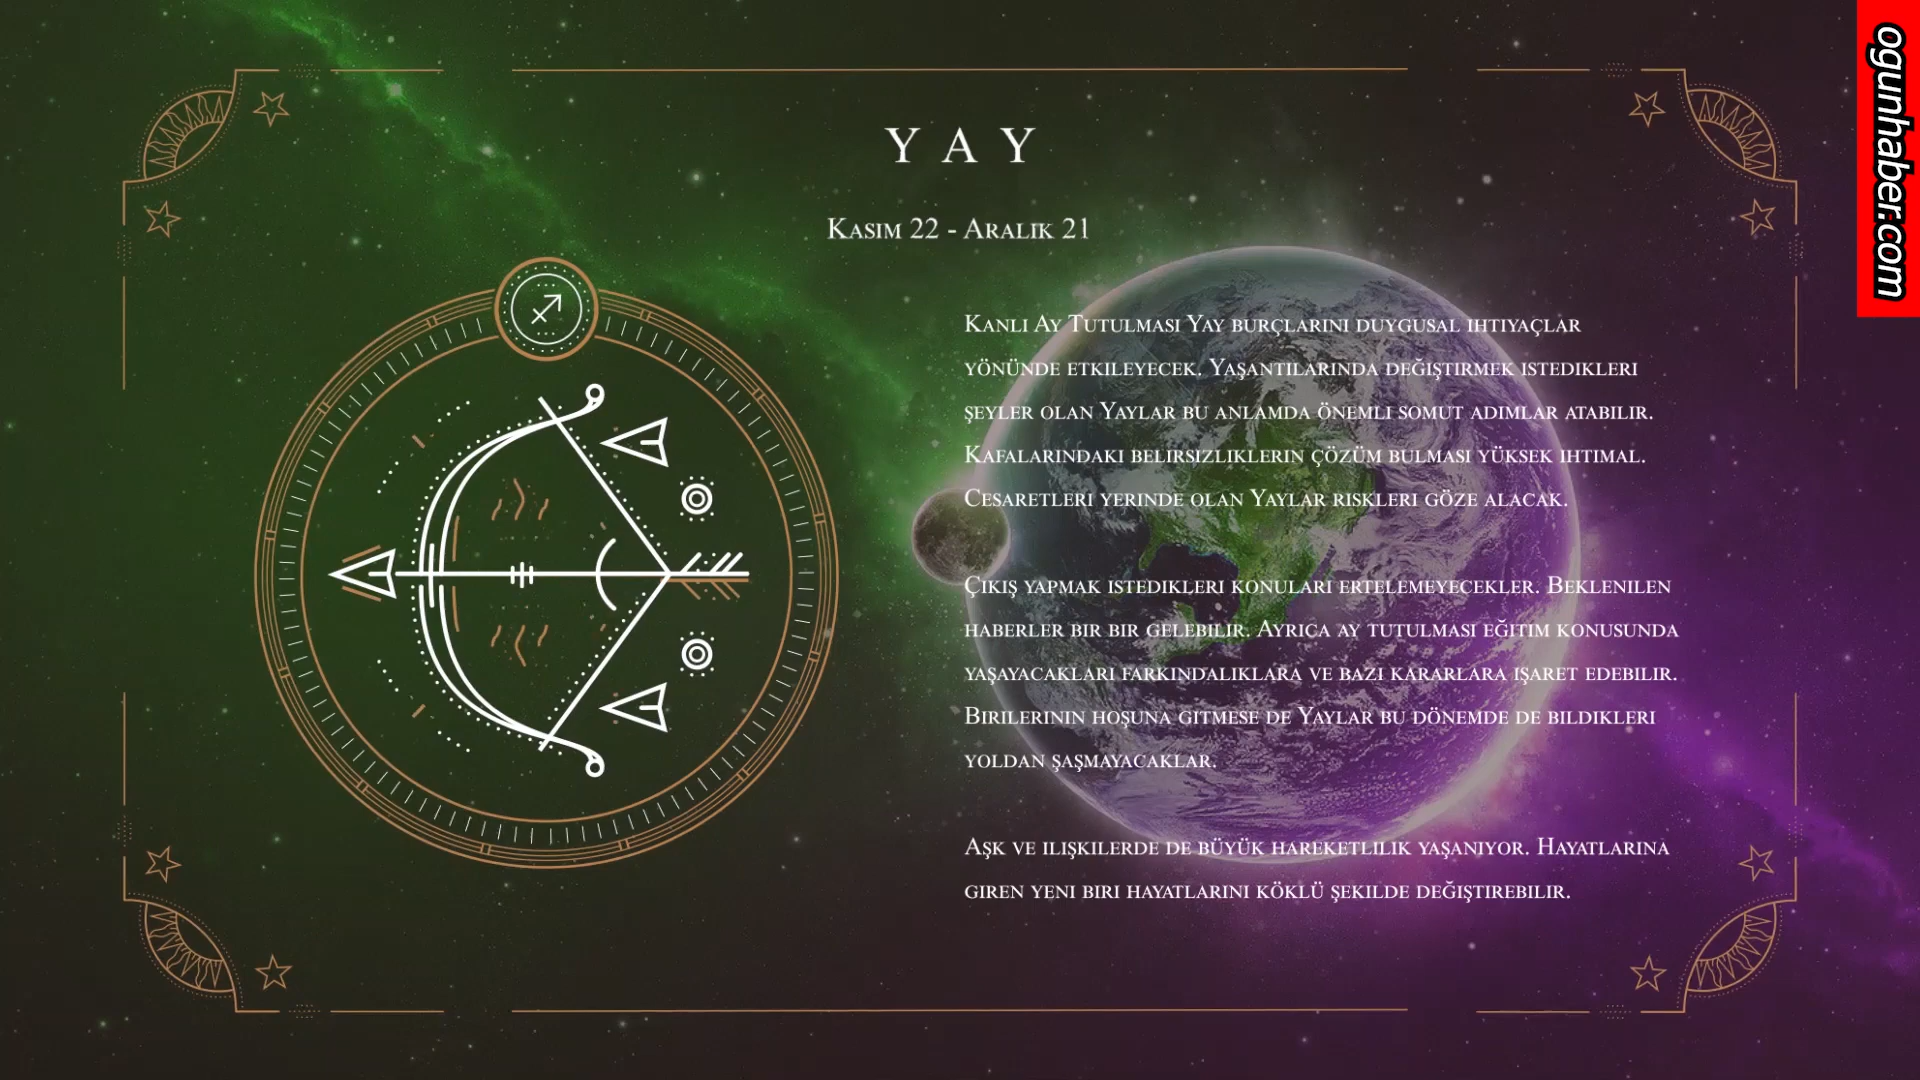 YAY
Kasım 22 - Aralık 21
Kanlı Ay Tutulması Yay burçlarını duygusal ihtiyaçlar
yönünde etkileyecek. Yaşantılarında değiştirmek istedikleri
şeyler olan Yaylar bu anlamda önemli somut adımlar atabilir.
Kafalarındaki belirsizliklerin çözüm bulması yüksek ihtimal.
Cesaretleri yerinde olan Yaylar riskleri göze alacak.
Çıkış yapmak istedikleri konuları ertelemeyecekler. Beklenilen
haberler bir bir gelebilir. Ayrıca ay tutulması eğitim konusunda
yaşayacakları farkındalıklara ve bazı kararlara işaret edebilir.
Birilerinin hoşuna gitmese de Yaylar bu dönemde de bildikleri
yoldan şaşmayacaklar.
Aşk ve ilişkilerde de büyük hareketlilik yaşanıyor. Hayatlarına
giren yeni biri hayatlarını köklü şekilde değiştirebilir.
ogunhaber.com